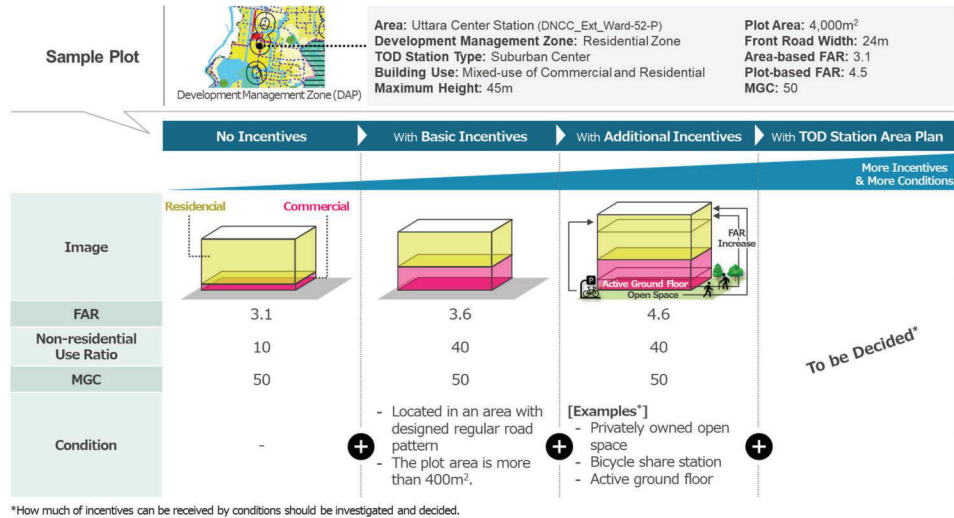 Sample Plot
Development Management Zone (DAP)
Area: Uttara Center Station (DNCC_Ext_Ward-52-P)
Development Management Zone: Residential Zone
TOD Station Type: Suburban Center
Building Use: Mixed-use of Commercial and Residential
Maximum Height: 45m
Plot Area: 4,000m²
Front Road Width: 24m
Area-based FAR: 3.1
Plot-based FAR: 4.5
MGC: 50
No Incentives
With Basic Incentives
With Additional Incentives
With TOD Station Area Plan
More Incentives
& More Conditions
Image
Residencial
Commercial
FAR
Increase
P
Active Ground Floor
Open Space
FAR
3.1
3.6
4.6
Non-residential
Use Ratio
10
40
40
MGC
50
50
50
To be Decided*
Condition
-
+
- Located in an area with
designed regular road
pattern
- The plot area is more
than 400m².
+
[Examples*]
- Privately owned open
space
- Bicycle share station
- Active ground floor
+
*How much of incentives can be received by conditions should be investigated and decided.